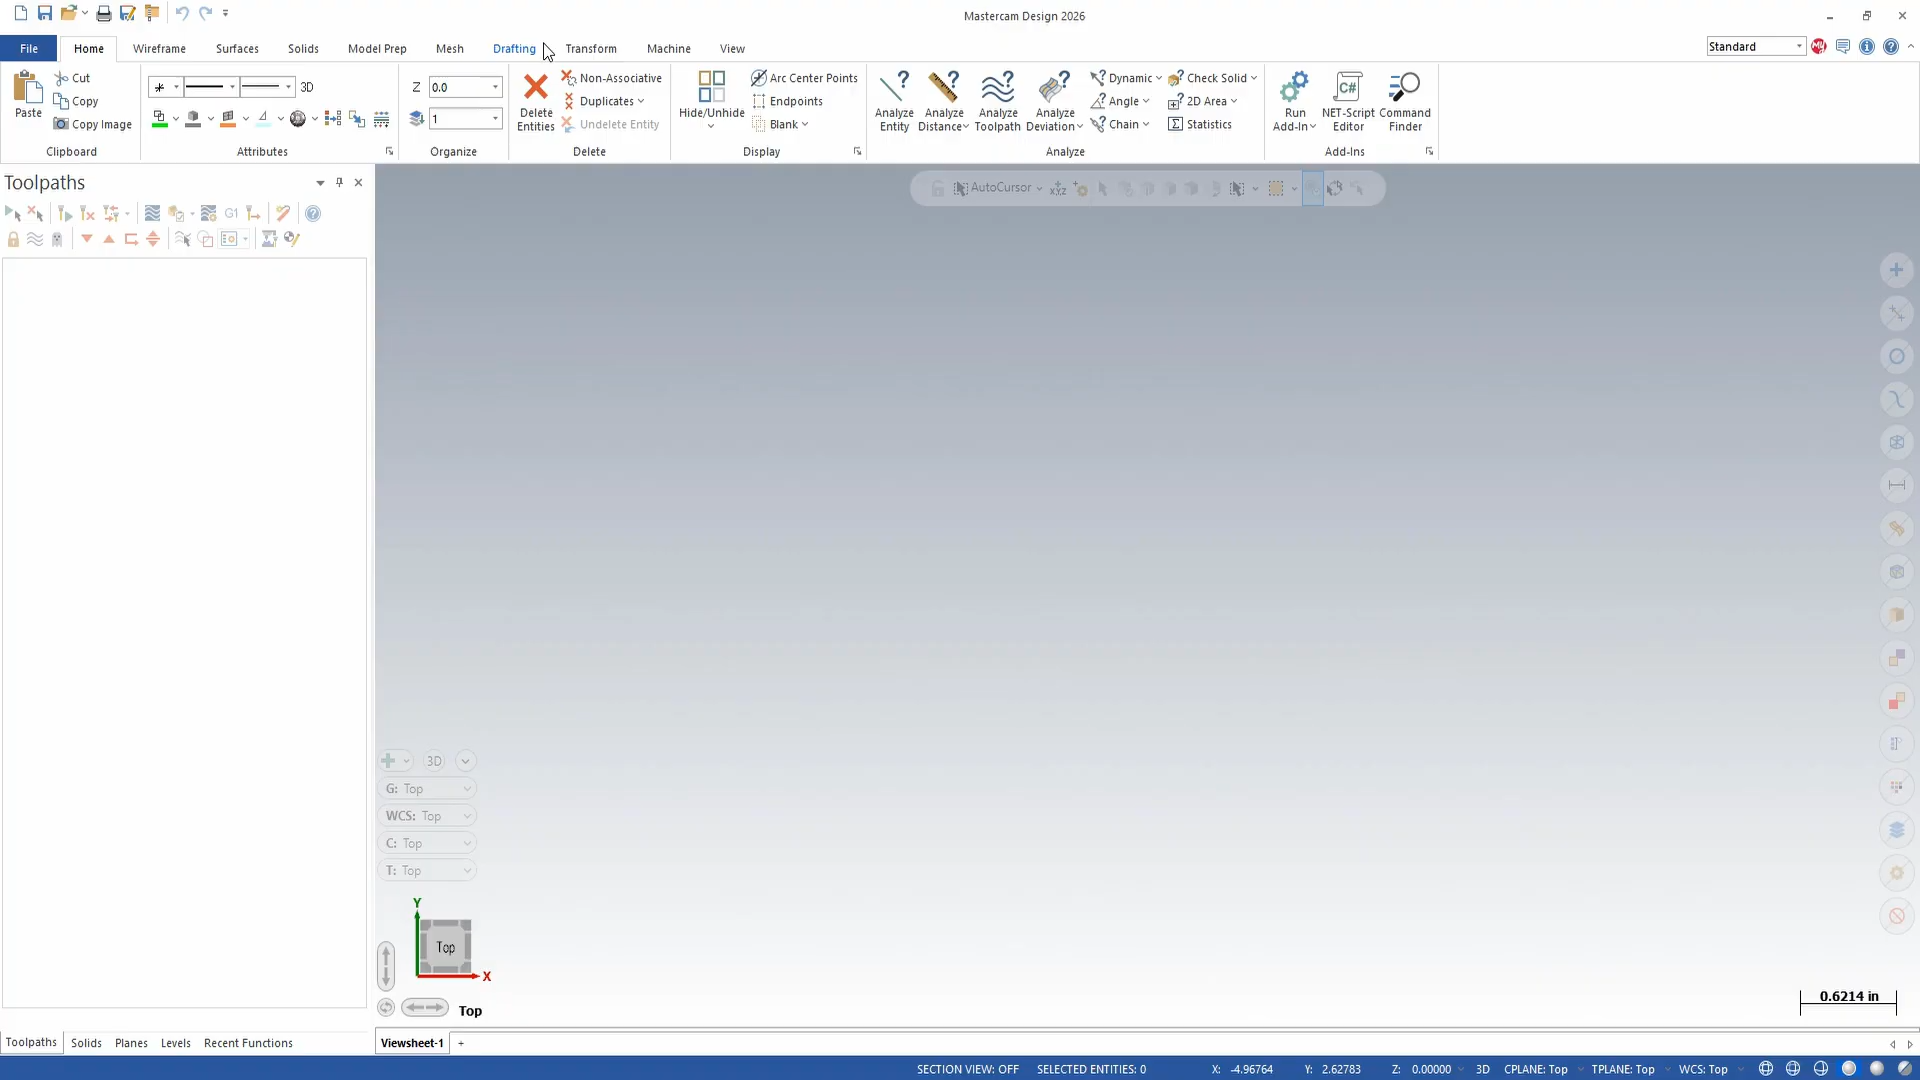 Mastercam Design 2026
File
Home
Wireframe
Surfaces
Solids
Model Prep
Mesh
Drafting
Transform
Machine
View
Standard
Paste
Cut
Copy
Copy Image
Clipboard
3D
Attributes
Z 0.0
1
Organize
Delete Entities
Non-Associative
Duplicates
Undelete Entity
Delete
Hide/Unhide
Arc Center Points
Endpoints
Blank
Display
Analyze Entity
Analyze Distance
Analyze Toolpath
Analyze Deviation
Dynamic
Angle
Chain
Check Solid
2D Area
Statistics
Analyze
Run Add-In
C#
NET-Script Editor
Command Finder
Add-Ins
Toolpaths
G1
AutoCursor
xyz
3D
G: Top
WCS: Top
C: Top
T: Top
Y
Top
X
Top
0.6214 in
Toolpaths
Solids
Planes
Levels
Recent Functions
Viewsheet-1
+
SECTION VIEW: OFF
SELECTED ENTITIES: 0
X: -4.96764
Y: 2.62783
Z: 0.00000
3D
CPLANE: Top
TPLANE: Top
WCS: Top